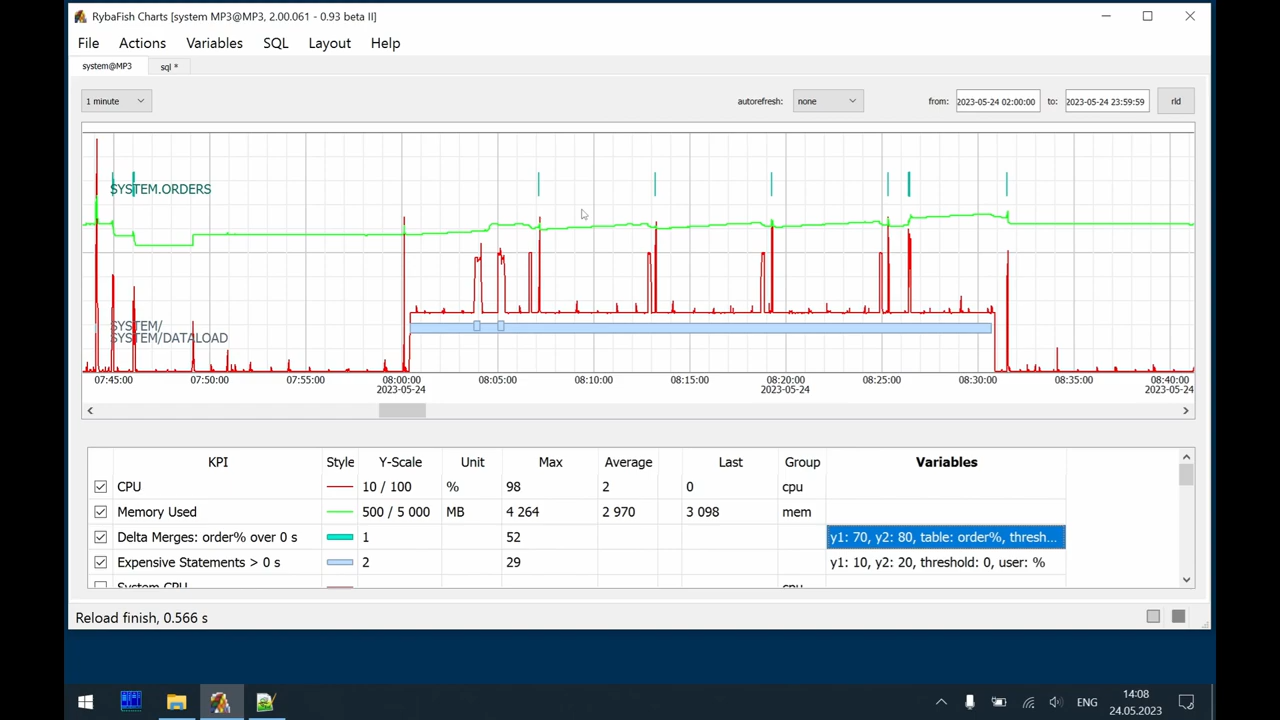 RybaFish Charts [system MP3@MP3, 2.00.061 - 0.93 beta II]
File Actions Variables SQL Layout Help
system@MP3 sql *
1 minute autorefresh: none from: 2023-05-24 02:00:00 to: 2023-05-24 23:59:59 rld
SYSTEM.ORDERS
SYSTEM/
SYSTEM/DATALOAD
07:45:00 07:50:00 07:55:00 08:00:00 08:05:00 08:10:00 08:15:00 08:20:00 08:25:00 08:30:00 08:35:00 08:40:00
2023-05-24 2023-05-24 2023-05-24
KPI Style Y-Scale Unit Max Average Last Group Variables
CPU 10 / 100 % 98 2 0 cpu
Memory Used 500 / 5 000 MB 4 264 2 970 3 098 mem
Delta Merges: order% over 0 s 1 52 y1: 70, y2: 80, table: order%, thresh...
Expensive Statements > 0 s 2 29 y1: 10, y2: 20, threshold: 0, user: %
System CPU cpu
Reload finish, 0.566 s
ENG
14:08
24.05.2023